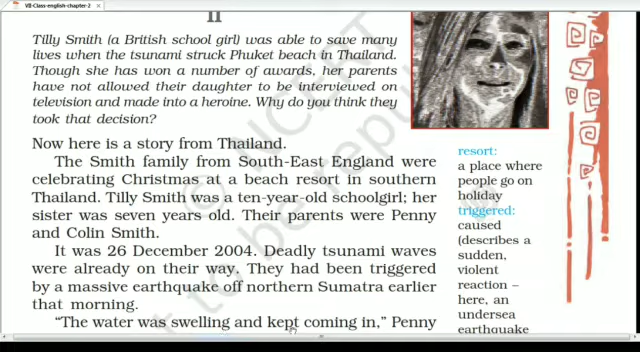 VII-Class-english-chapter-2
II
Tilly Smith (a British school girl) was able to save many
lives when the tsunami struck Phuket beach in Thailand.
Though she has won a number of awards, her parents
have not allowed their daughter to be interviewed on
television and made into a heroine. Why do you think they
took that decision?
Now here is a story from Thailand.
The Smith family from South-East England were
celebrating Christmas at a beach resort in southern
Thailand. Tilly Smith was a ten-year-old schoolgirl; her
sister was seven years old. Their parents were Penny
and Colin Smith.
It was 26 December 2004. Deadly tsunami waves
were already on their way. They had been triggered
by a massive earthquake off northern Sumatra earlier
that morning.
“The water was swelling and kept coming in,” Penny
resort:
a place where
people go on
holiday
triggered:
caused
(describes a
sudden,
violent
reaction –
here, an
undersea
earthquake